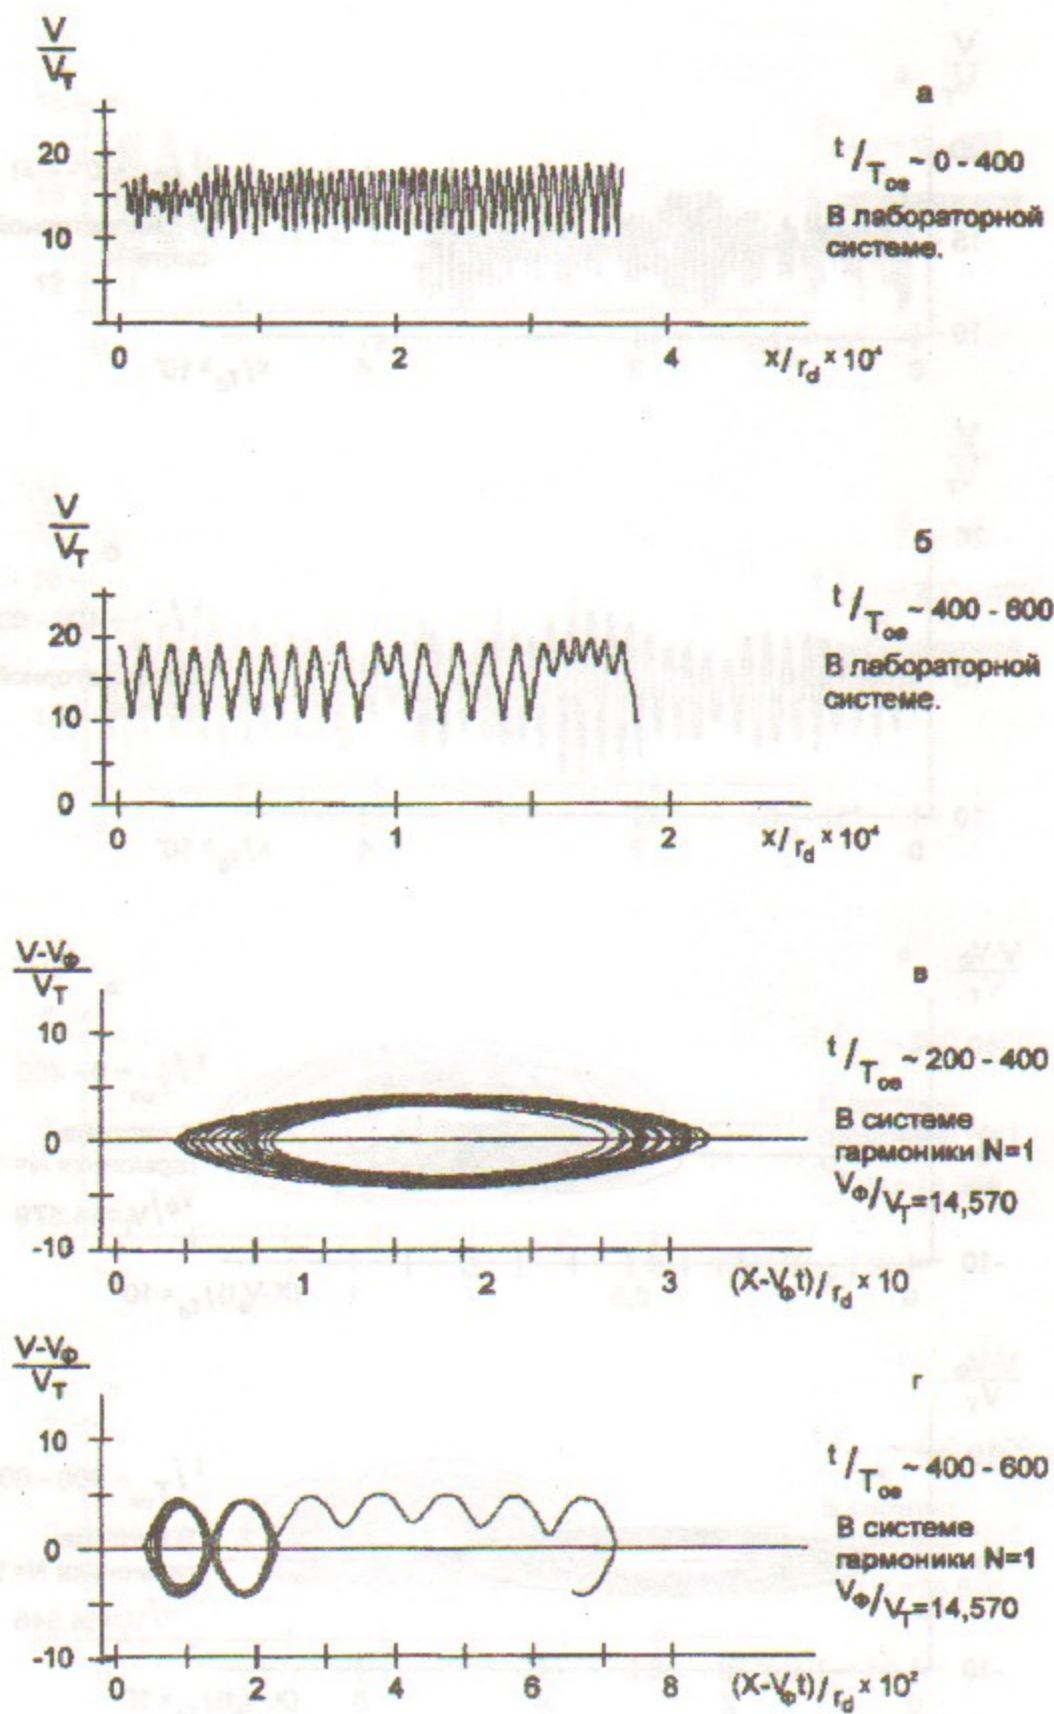 V
V_T
20
10
0
2
4
x/r_d × 10⁴
а
t/T_oe ~ 0 - 400
В лабораторной
системе.
V
V_T
20
10
0
0
1
2
x/r_d × 10⁴
б
t/T_oe ~ 400 - 600
В лабораторной
системе.
V-V_Ф
V_T
10
0
-10
0
1
2
3
(X-V_Фt)/r_d × 10
в
t/T_oe ~ 200 - 400
В системе
гармоники N=1
V_Ф/V_T=14,570
V-V_Ф
V_T
10
0
-10
0
2
4
6
8
(X-V_Фt)/r_d × 10²
г
t/T_oe ~ 400 - 600
В системе
гармоники N=1
V_Ф/V_T=14,570